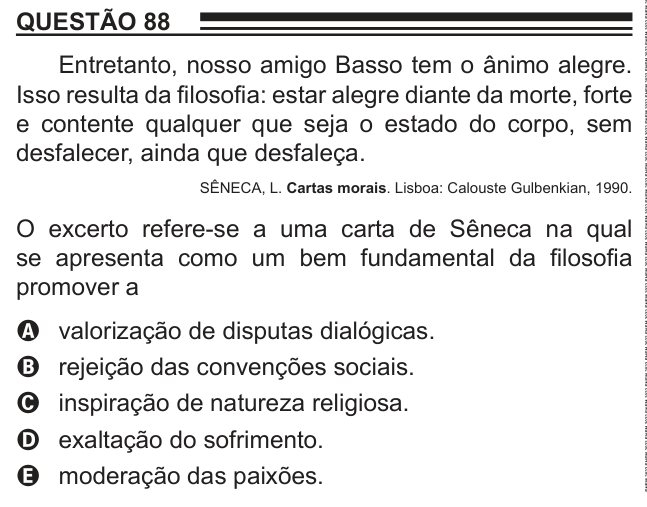 QUESTÃO 88
Entretanto, nosso amigo Basso tem o ânimo alegre.
Isso resulta da filosofia: estar alegre diante da morte, forte
e contente qualquer que seja o estado do corpo, sem
desfalecer, ainda que desfaleça.
SÊNECA, L. Cartas morais. Lisboa: Calouste Gulbenkian, 1990.
O excerto refere-se a uma carta de Sêneca na qual
se apresenta como um bem fundamental da filosofia
promover a
A valorização de disputas dialógicas.
B rejeição das convenções sociais.
C inspiração de natureza religiosa.
D exaltação do sofrimento.
E moderação das paixões.